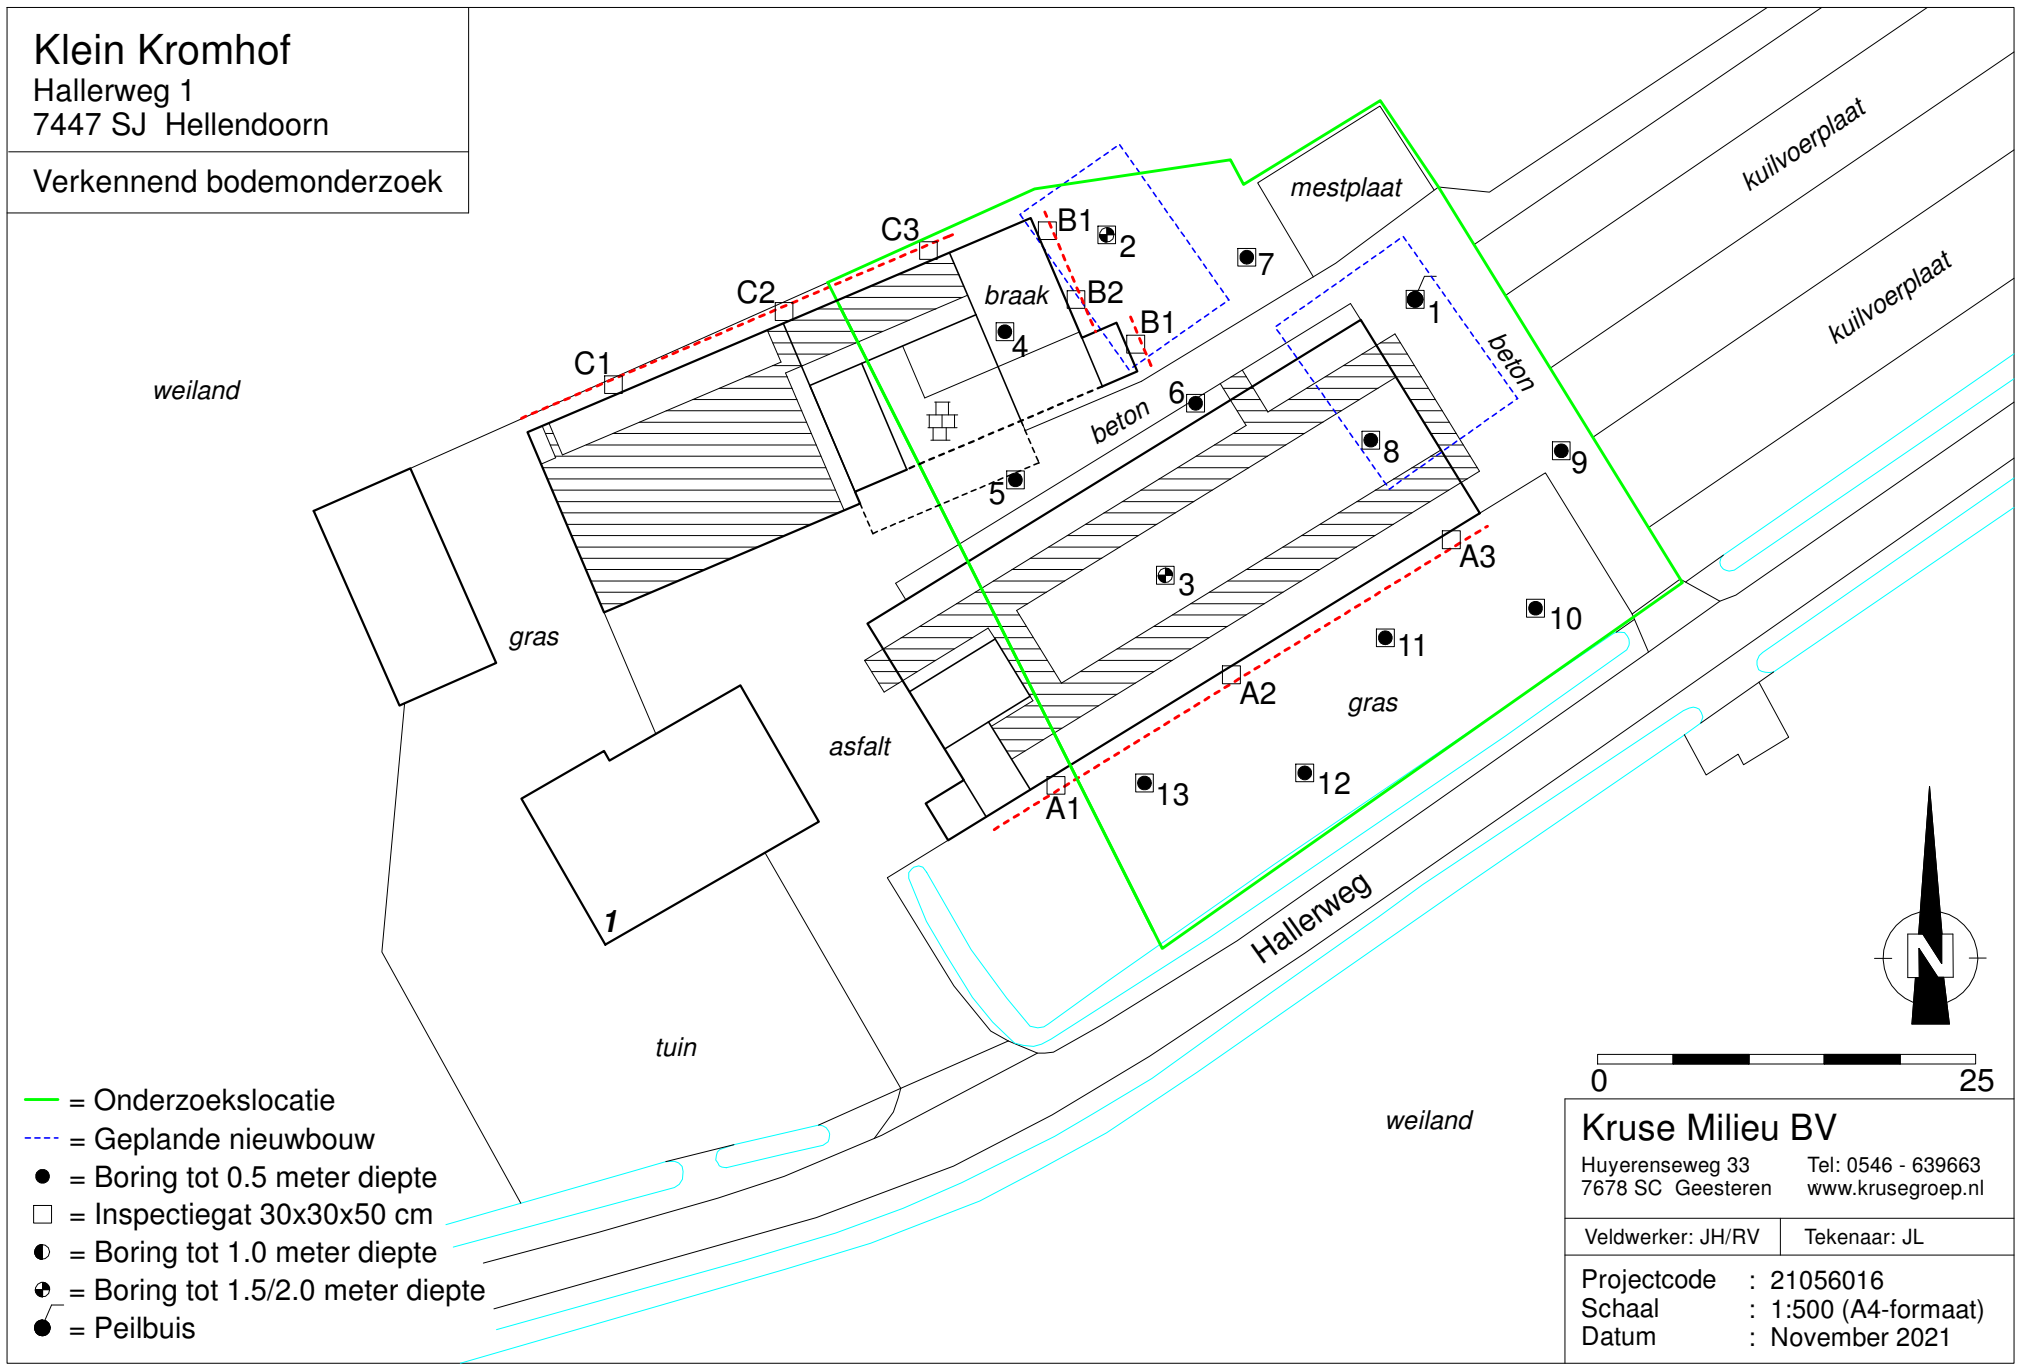 Klein Kromhof
Hallerweg 1
7447 SJ Hellendoorn
Verkennend bodemonderzoek
kuilvoerplaat
mestplaat
kuilvoerplaat
C3
B1
2
7
C2
braak
B2
1
B1
4
C1
weiland
beton
6
beton
8
9
5
A3
3
10
gras
11
A2
gras
asfalt
13
12
A1
1
Hallerweg
N
tuin
weiland
0 25
= Onderzoekslocatie
= Geplande nieuwbouw
= Boring tot 0.5 meter diepte
= Inspectiegat 30x30x50 cm
= Boring tot 1.0 meter diepte
= Boring tot 1.5/2.0 meter diepte
= Peilbuis
Kruse Milieu BV
Huyerenseweg 33 Tel: 0546 - 639663
7678 SC Geesteren www.krusegroep.nl
Veldwerker: JH/RV Tekenaar: JL
Projectcode : 21056016
Schaal : 1:500 (A4-formaat)
Datum : November 2021